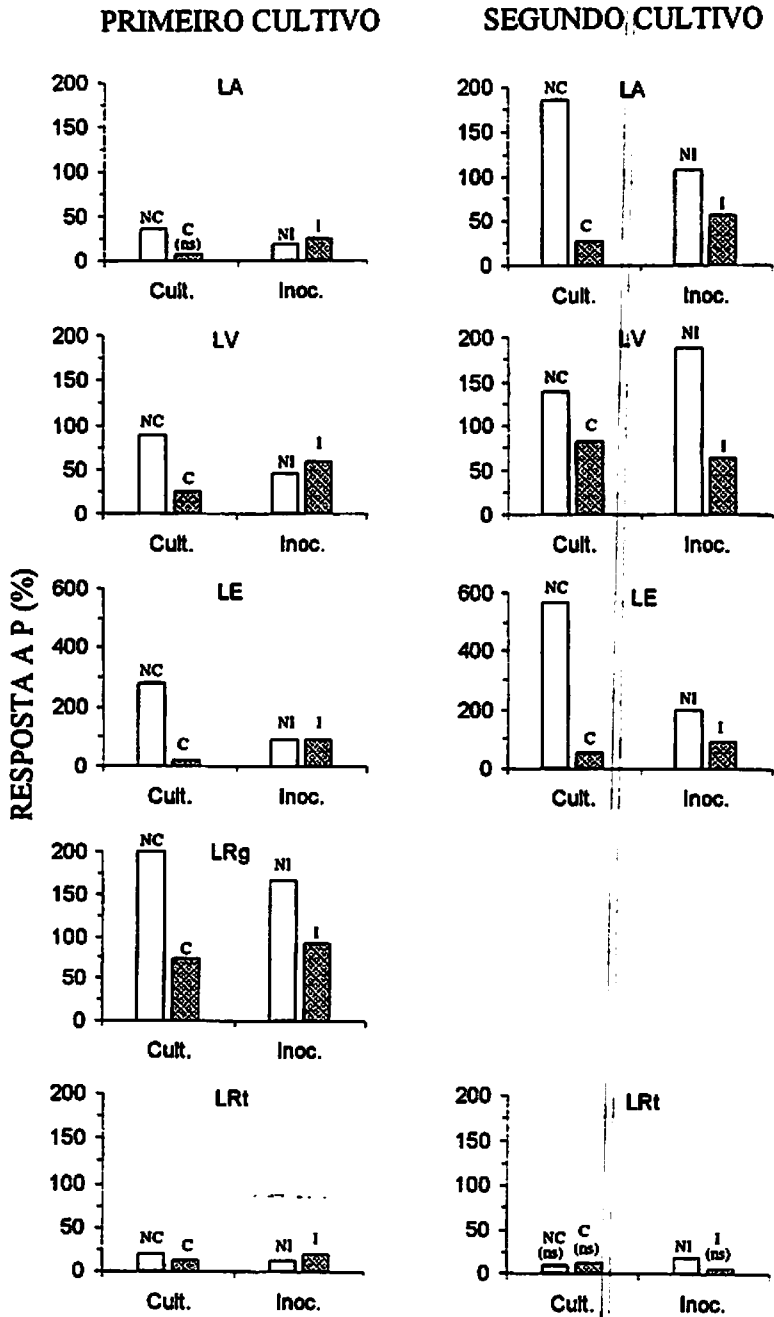 PRIMEIRO CULTIVO
SEGUNDO CULTIVO
RESPOSTA A P (%)
LA
200
150
100
50
0
NC
C
(ns)
NI
I
Cult.
Inoc.
LA
200
150
100
50
0
NC
C
NI
I
Cult.
Inoc.
LV
200
150
100
50
0
NC
C
NI
I
Cult.
Inoc.
LV
200
150
100
50
0
NC
C
NI
I
Cult.
Inoc.
LE
600
400
200
0
NC
C
NI
I
Cult.
Inoc.
LE
600
400
200
0
NC
C
NI
I
Cult.
Inoc.
LRg
200
150
100
50
0
NC
C
NI
I
Cult.
Inoc.
LRt
200
150
100
50
0
NC
C
NI
I
Cult.
Inoc.
LRt
200
150
100
50
0
NC
(ns)
C
(ns)
NI
I
(ns)
Cult.
Inoc.